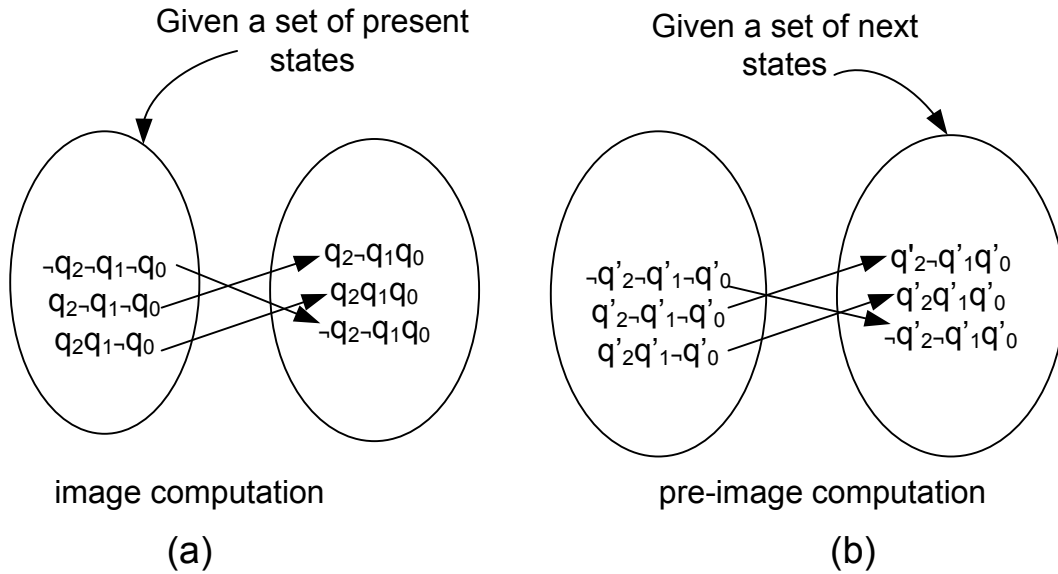 Given a set of present
states
¬q₂¬q₁¬q₀
q₂¬q₁¬q₀
q₂q₁¬q₀
q₂¬q₁q₀
q₂q₁q₀
¬q₂¬q₁q₀
image computation
(a)
Given a set of next
states
¬q’₂¬q’₁¬q’₀
q’₂¬q’₁¬q’₀
q’₂q’₁¬q’₀
q'₂¬q’₁q’₀
q’₂q’₁q’₀
¬q’₂¬q’₁q’₀
pre-image computation
(b)